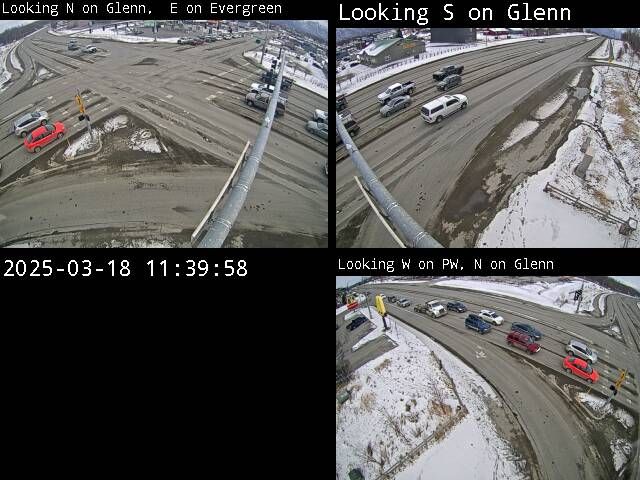 Looking N on Glenn,  E on Evergreen
Looking S on Glenn
2025-03-18 11:39:58
Looking W on PW, N on Glenn